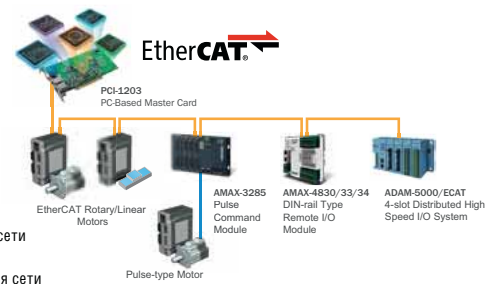 EtherCAT®
PCI-1203
PC-Based Master Card
EtherCAT Rotary/Linear
Motors
AMAX-3285
Pulse
Command
Module
AMAX-4830/33/34
DIN-rail Type
Remote I/O
Module
ADAM-5000/ECAT
4-slot Distributed High
Speed I/O System
сети
Pulse-type Motor
я сети